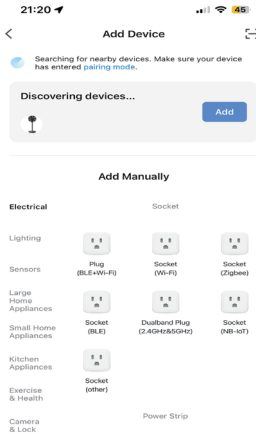 21:20
45
Add Device
Searching for nearby devices. Make sure your device
has entered pairing mode.
Discovering devices...
Add
Add Manually
Electrical
Socket
Lighting
Plug
(BLE+Wi-Fi)
Socket
(Wi-Fi)
Socket
(Zigbee)
Sensors
Large
Home
Appliances
Socket
(BLE)
Dualband Plug
(2.4GHz&5GHz)
Socket
(NB-IoT)
Small Home
Appliances
Kitchen
Appliances
Socket
(other)
Exercise
& Health
Power Strip
Camera
& Lock